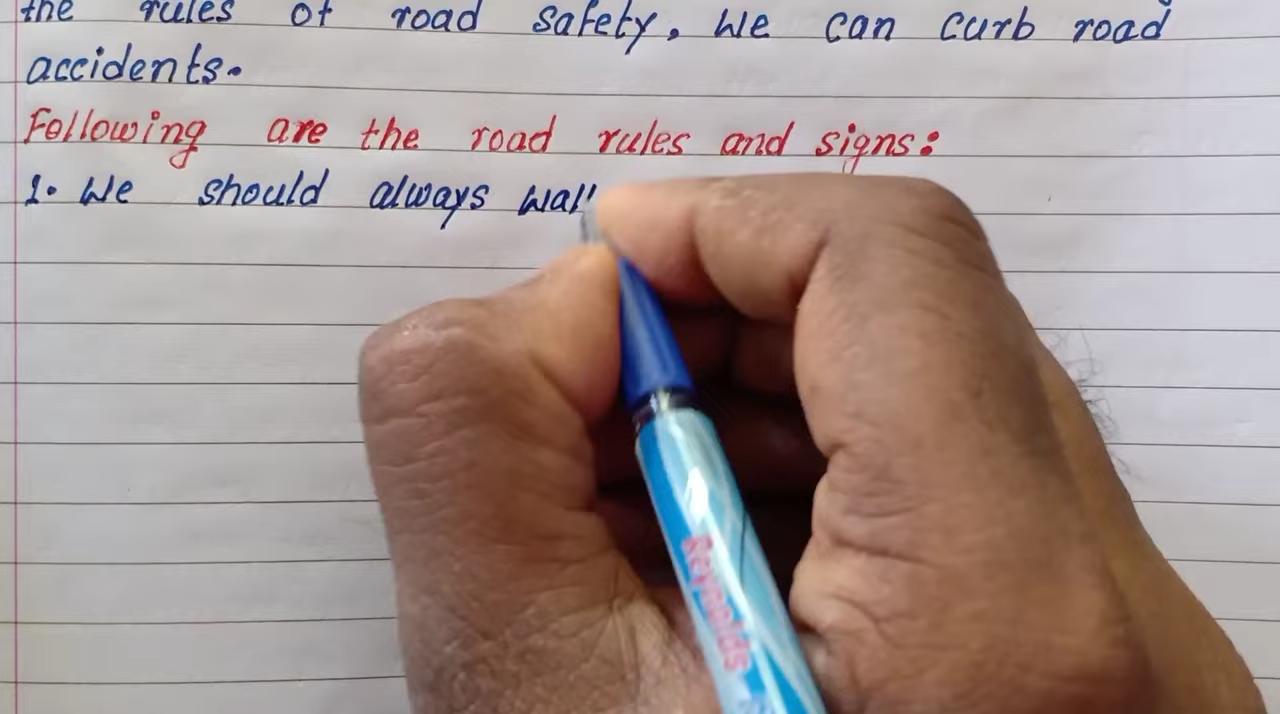 the rules of road safety, We can curb road
accidents.
Following are the road rules and signs:
1. We should always
Reynolds